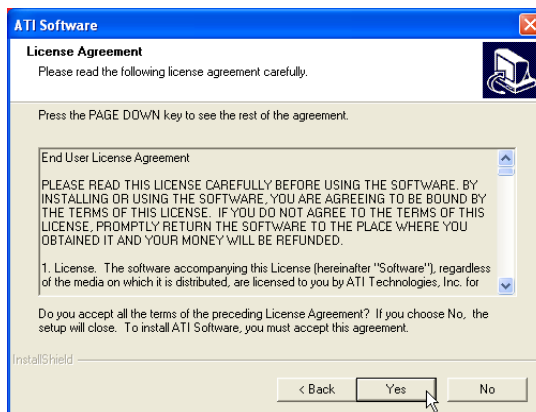 ATI Software
License Agreement
Please read the following license agreement carefully.
Press the PAGE DOWN key to see the rest of the agreement.
End User License Agreement
PLEASE READ THIS LICENSE CAREFULLY BEFORE USING THE SOFTWARE. BY
INSTALLING OR USING THE SOFTWARE, YOU ARE AGREEING TO BE BOUND BY
THE TERMS OF THIS LICENSE. IF YOU DO NOT AGREE TO THE TERMS OF THIS
LICENSE, PROMPTLY RETURN THE SOFTWARE TO THE PLACE WHERE YOU
OBTAINED IT AND YOUR MONEY WILL BE REFUNDED.
1. License. The software accompanying this License (hereinafter "Software"), regardless
of the media on which it is distributed, are licensed to you by ATI Technologies, Inc. for
Do you accept all the terms of the preceding License Agreement? If you choose No, the
setup will close. To install ATI Software, you must accept this agreement.
InstallShield
< Back Yes No